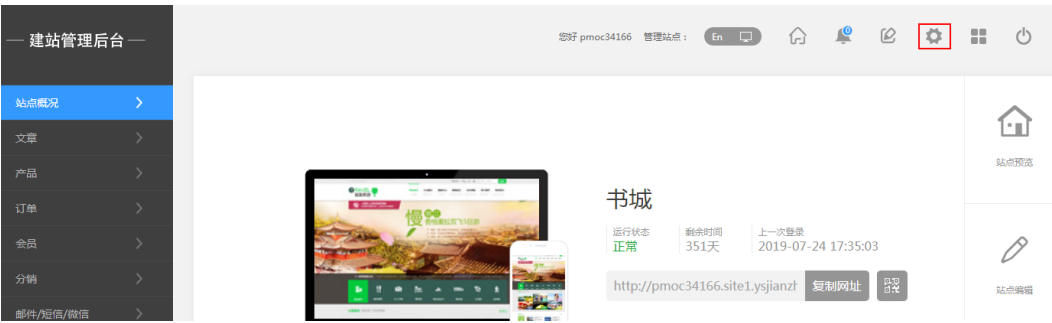 — 建站管理后台 —
您好 pmoc34166 管理站点： En
0
站点概况
文章
产品
订单
会员
分销
邮件/短信/微信
慢
书城
运行状态 剩余时间 上一次登录
正常 351天 2019-07-24 17:35:03
http://pmoc34166.site1.ysjianzh 复制网址
站点预览
站点编辑